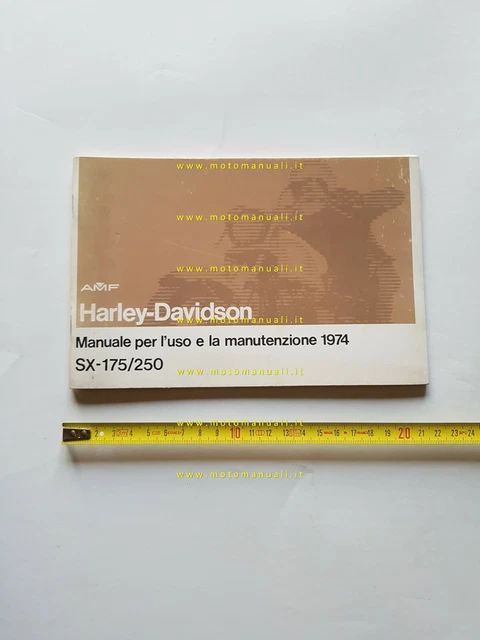 www.motomanuali.it
www.motomanuali.it
www.motomanuali.it
AMF
Harley-Davidson
www.motomanuali.it
Manuale per l'uso e la manutenzione 1974
SX-175/250
www.motomanuali.it
www.motomanuali.it
2 3 4 5 6 7 8 9 10 11 12 13 14 15 16 17 18 19 20 21 22 23 24
www.motomanuali.it